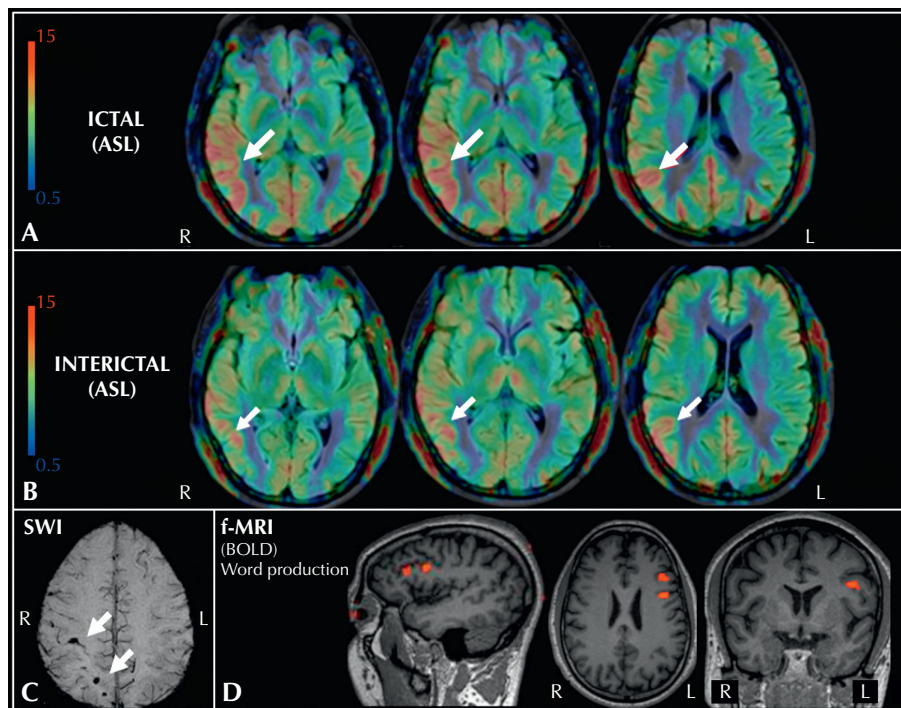 15
ICTAL
(ASL)
0.5
A
R
L
15
INTERICTAL
(ASL)
0.5
B
R
L
SWI
R
L
C
f-MRI
(BOLD)
Word production
D
R
L
R
L